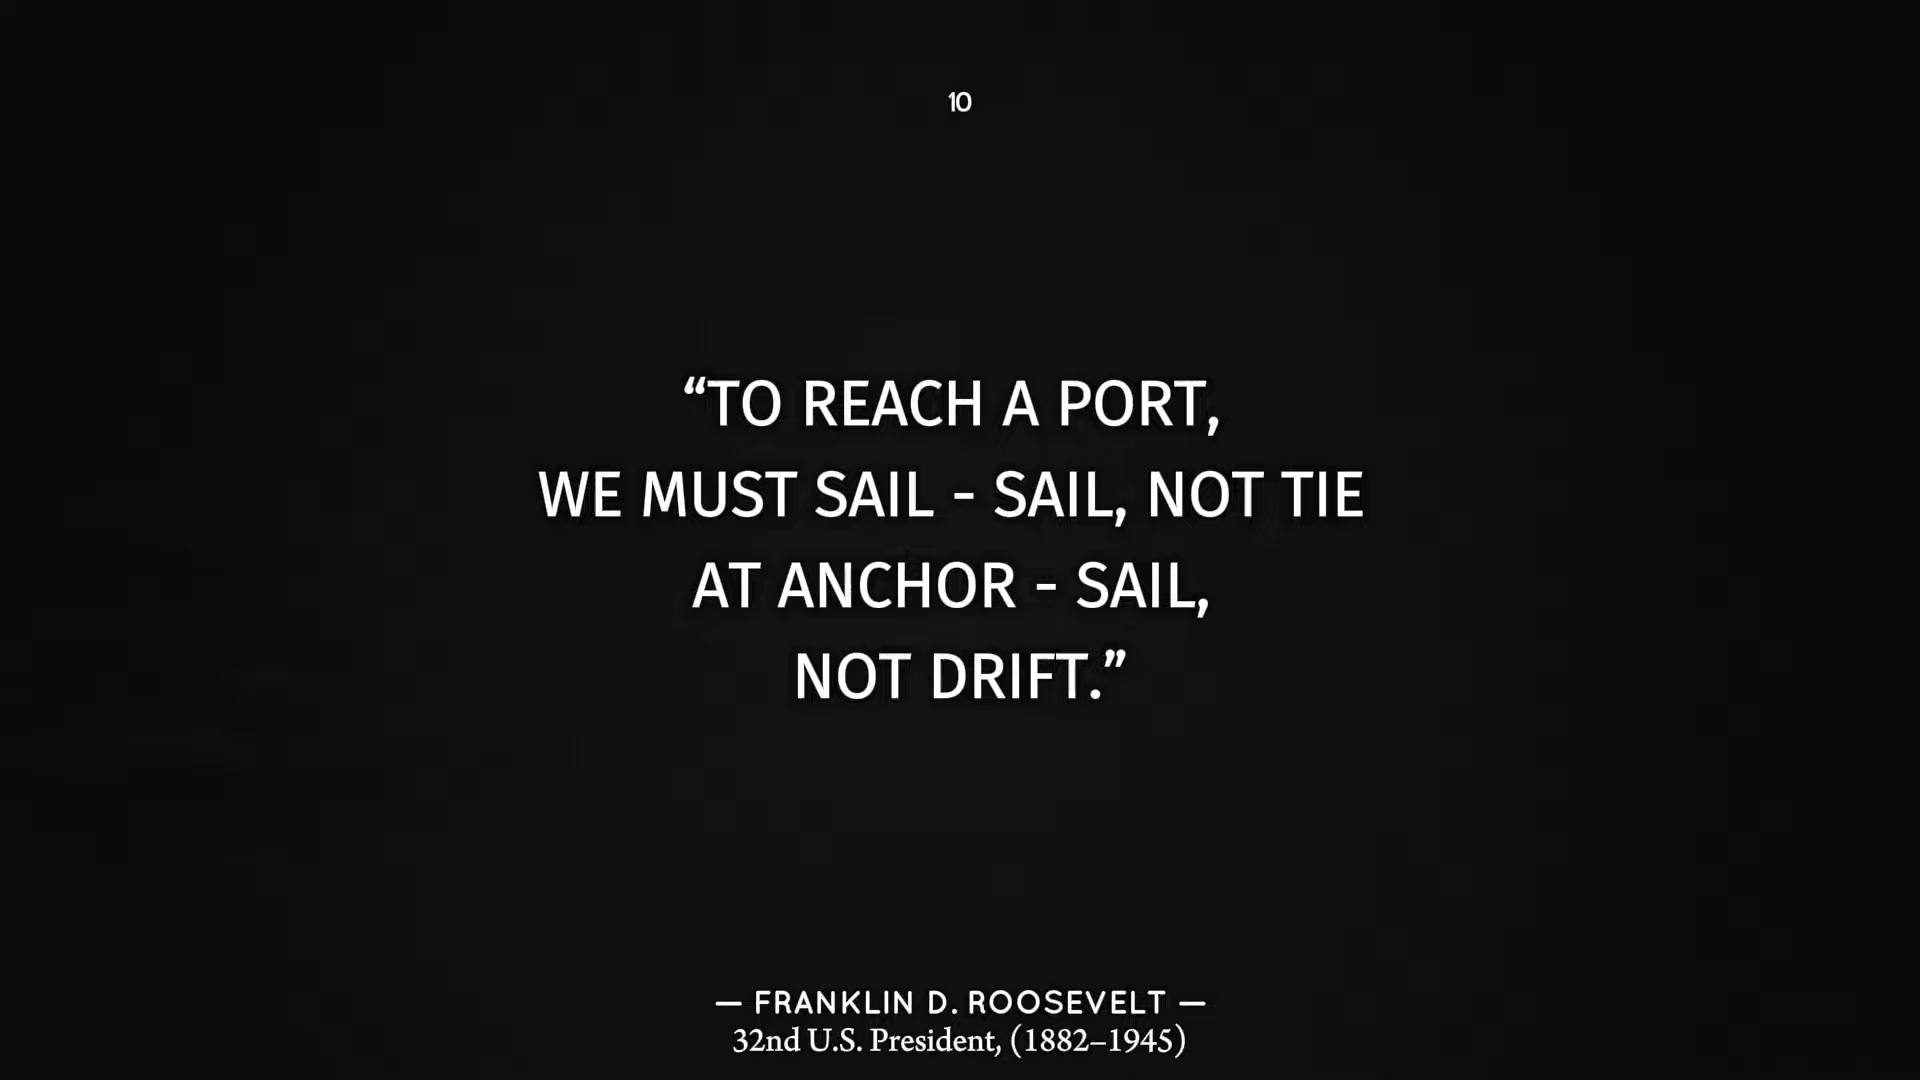 10
“TO REACH A PORT,
WE MUST SAIL - SAIL, NOT TIE
AT ANCHOR - SAIL,
NOT DRIFT.”
— FRANKLIN D. ROOSEVELT —
32nd U.S. President, (1882–1945)